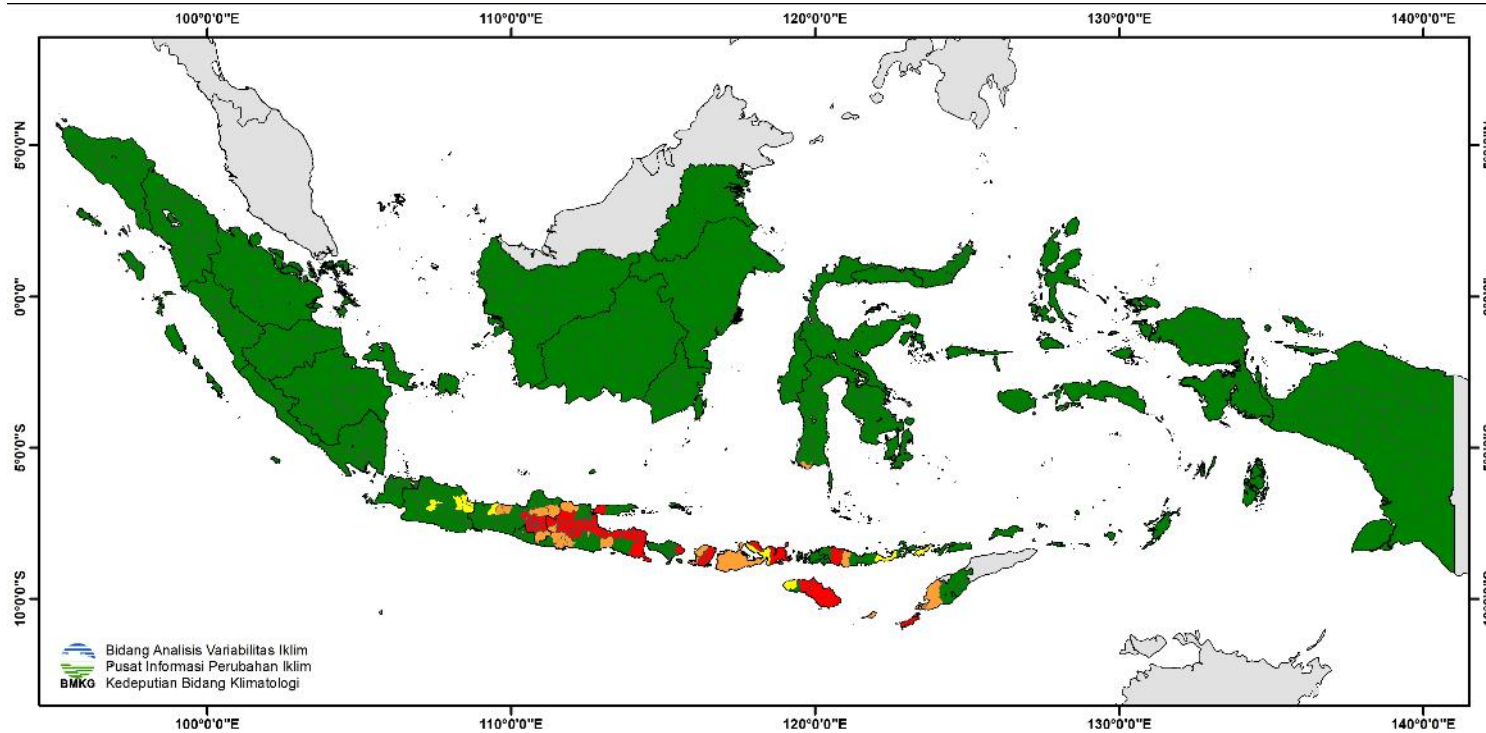 100°0'0"E 110°0'0"E 120°0'0"E 130°0'0"E 140°0'0"E
5°0'0"N
0°0'0"
5°0'0"S
10°0'0"S
Bidang Analisis Variabilitas Iklim
Pusat Informasi Perubahan Iklim
BMKG Kedeputian Bidang Klimatologi
100°0'0"E 110°0'0"E 120°0'0"E 130°0'0"E 140°0'0"E